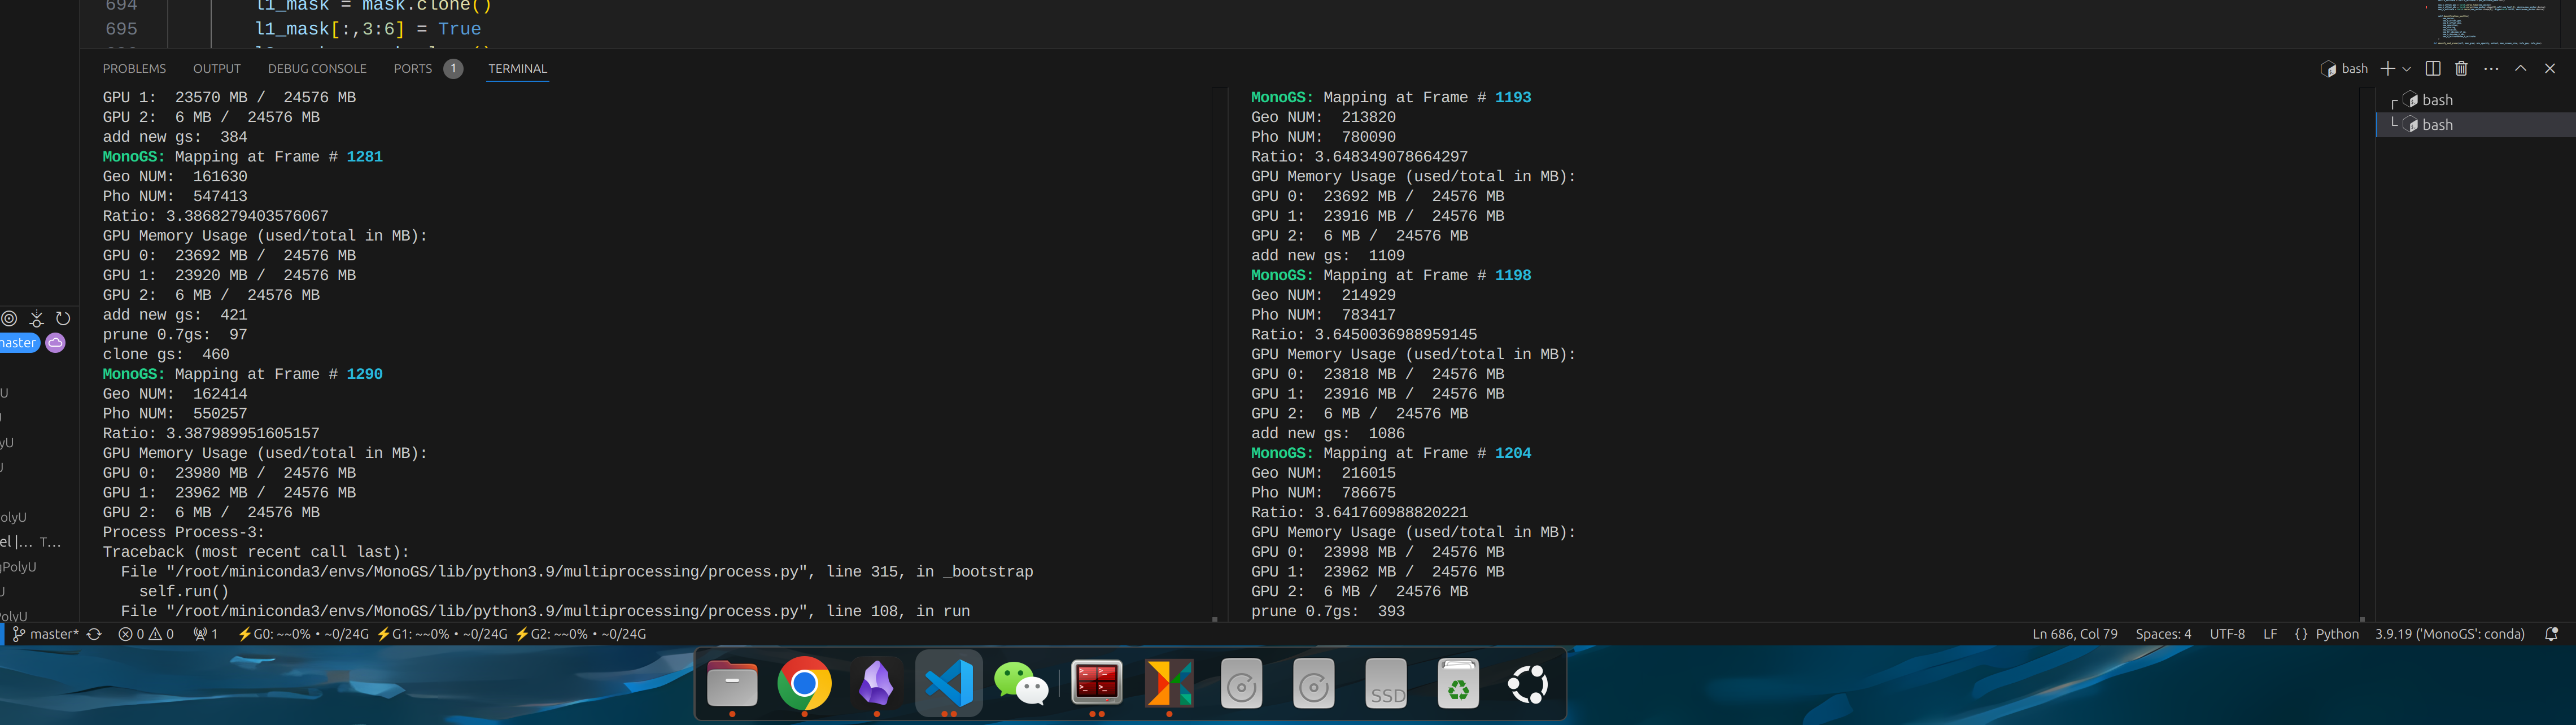 694 l1_mask = mask.clone()
695 l1_mask[:,3:6] = True
PROBLEMS OUTPUT DEBUG CONSOLE PORTS 1 TERMINAL
bash
GPU 1:  23570 MB /  24576 MB
GPU 2:  6 MB /  24576 MB
add new gs:  384
MonoGS: Mapping at Frame # 1281
Geo NUM:  161630
Pho NUM:  547413
Ratio: 3.3868279403576067
GPU Memory Usage (used/total in MB):
GPU 0:  23692 MB /  24576 MB
GPU 1:  23920 MB /  24576 MB
GPU 2:  6 MB /  24576 MB
add new gs:  421
prune 0.7gs:  97
clone gs:  460
MonoGS: Mapping at Frame # 1290
Geo NUM:  162414
Pho NUM:  550257
Ratio: 3.387989951605157
GPU Memory Usage (used/total in MB):
GPU 0:  23980 MB /  24576 MB
GPU 1:  23962 MB /  24576 MB
GPU 2:  6 MB /  24576 MB
Process Process-3:
Traceback (most recent call last):
File "/root/miniconda3/envs/MonoGS/lib/python3.9/multiprocessing/process.py", line 315, in _bootstrap
self.run()
File "/root/miniconda3/envs/MonoGS/lib/python3.9/multiprocessing/process.py", line 108, in run
MonoGS: Mapping at Frame # 1193
Geo NUM:  213820
Pho NUM:  780090
Ratio: 3.648349078664297
GPU Memory Usage (used/total in MB):
GPU 0:  23692 MB /  24576 MB
GPU 1:  23916 MB /  24576 MB
GPU 2:  6 MB /  24576 MB
add new gs:  1109
MonoGS: Mapping at Frame # 1198
Geo NUM:  214929
Pho NUM:  783417
Ratio: 3.6450036988959145
GPU Memory Usage (used/total in MB):
GPU 0:  23818 MB /  24576 MB
GPU 1:  23916 MB /  24576 MB
GPU 2:  6 MB /  24576 MB
add new gs:  1086
MonoGS: Mapping at Frame # 1204
Geo NUM:  216015
Pho NUM:  786675
Ratio: 3.641760988820221
GPU Memory Usage (used/total in MB):
GPU 0:  23998 MB /  24576 MB
GPU 1:  23962 MB /  24576 MB
GPU 2:  6 MB /  24576 MB
prune 0.7gs:  393
bash
bash
master
U
yU
olyU
el |... T...
gPolyU
PolyU
master* 0 0 1 ⚡G0: ~~0% • ~0/24G ⚡G1: ~~0% • ~0/24G ⚡G2: ~~0% • ~0/24G
Ln 686, Col 79 Spaces: 4 UTF-8 LF {} Python 3.9.19 ('MonoGS': conda)
SSD